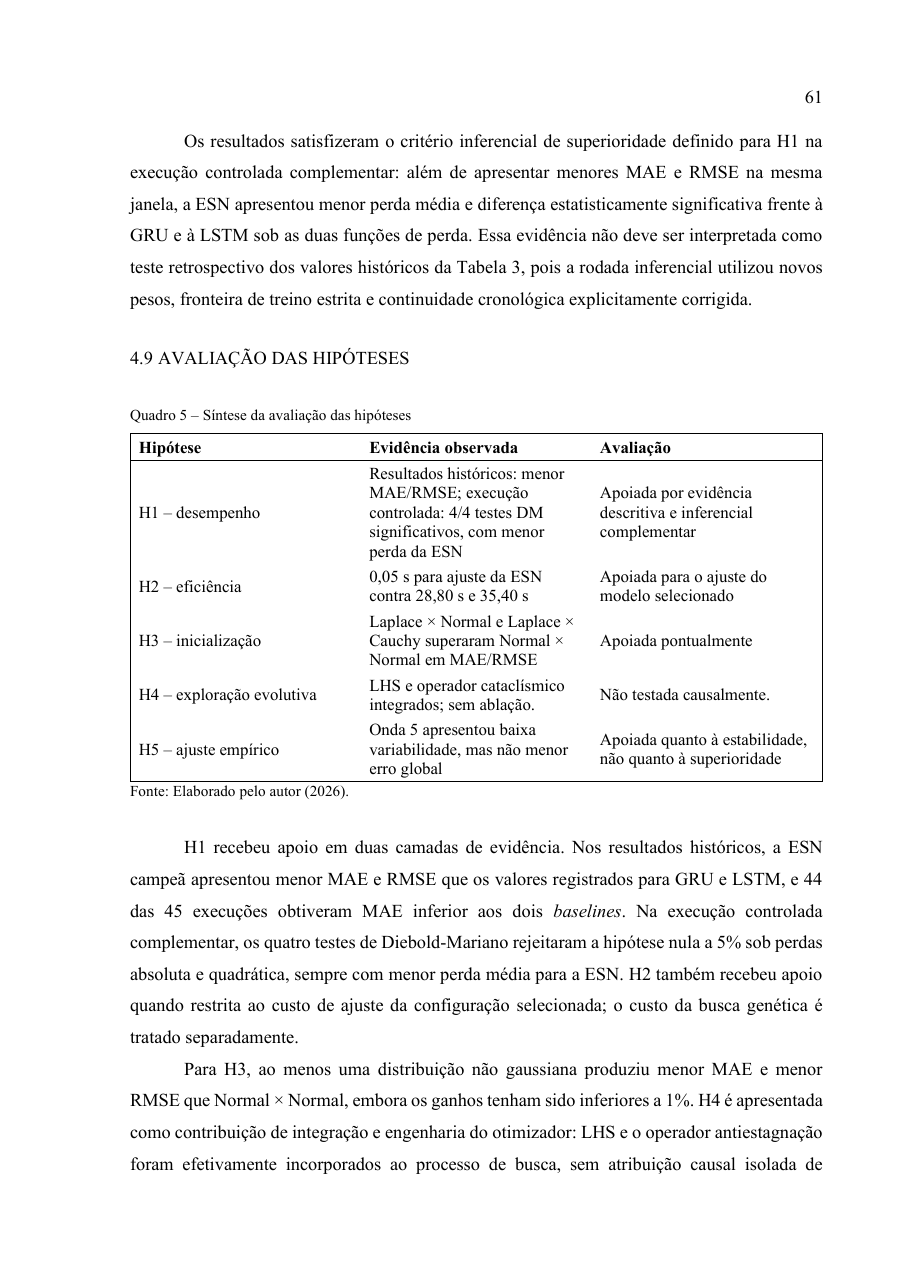 61
Os resultados satisfizeram o critério inferencial de superioridade definido para H1 na
execução controlada complementar: além de apresentar menores MAE e RMSE na mesma
janela, a ESN apresentou menor perda média e diferença estatisticamente significativa frente à
GRU e à LSTM sob as duas funções de perda. Essa evidência não deve ser interpretada como
teste retrospectivo dos valores históricos da Tabela 3, pois a rodada inferencial utilizou novos
pesos, fronteira de treino estrita e continuidade cronológica explicitamente corrigida.
4.9 AVALIAÇÃO DAS HIPÓTESES
Quadro 5 – Síntese da avaliação das hipóteses
Hipótese Evidência observada Avaliação
H1 – desempenho
Resultados históricos: menor
MAE/RMSE; execução
controlada: 4/4 testes DM
significativos, com menor
perda da ESN
Apoiada por evidência
descritiva e inferencial
complementar
H2 – eficiência
0,05 s para ajuste da ESN
contra 28,80 s e 35,40 s
Apoiada para o ajuste do
modelo selecionado
H3 – inicialização
Laplace × Normal e Laplace ×
Cauchy superaram Normal ×
Normal em MAE/RMSE
Apoiada pontualmente
H4 – exploração evolutiva
LHS e operador cataclísmico
integrados; sem ablação.
Não testada causalmente.
H5 – ajuste empírico
Onda 5 apresentou baixa
variabilidade, mas não menor
erro global
Apoiada quanto à estabilidade,
não quanto à superioridade
Fonte: Elaborado pelo autor (2026).
H1 recebeu apoio em duas camadas de evidência. Nos resultados históricos, a ESN
campeã apresentou menor MAE e RMSE que os valores registrados para GRU e LSTM, e 44
das 45 execuções obtiveram MAE inferior aos dois baselines. Na execução controlada
complementar, os quatro testes de Diebold-Mariano rejeitaram a hipótese nula a 5% sob perdas
absoluta e quadrática, sempre com menor perda média para a ESN. H2 também recebeu apoio
quando restrita ao custo de ajuste da configuração selecionada; o custo da busca genética é
tratado separadamente.
Para H3, ao menos uma distribuição não gaussiana produziu menor MAE e menor
RMSE que Normal × Normal, embora os ganhos tenham sido inferiores a 1%. H4 é apresentada
como contribuição de integração e engenharia do otimizador: LHS e o operador antiestagnação
foram efetivamente incorporados ao processo de busca, sem atribuição causal isolada de